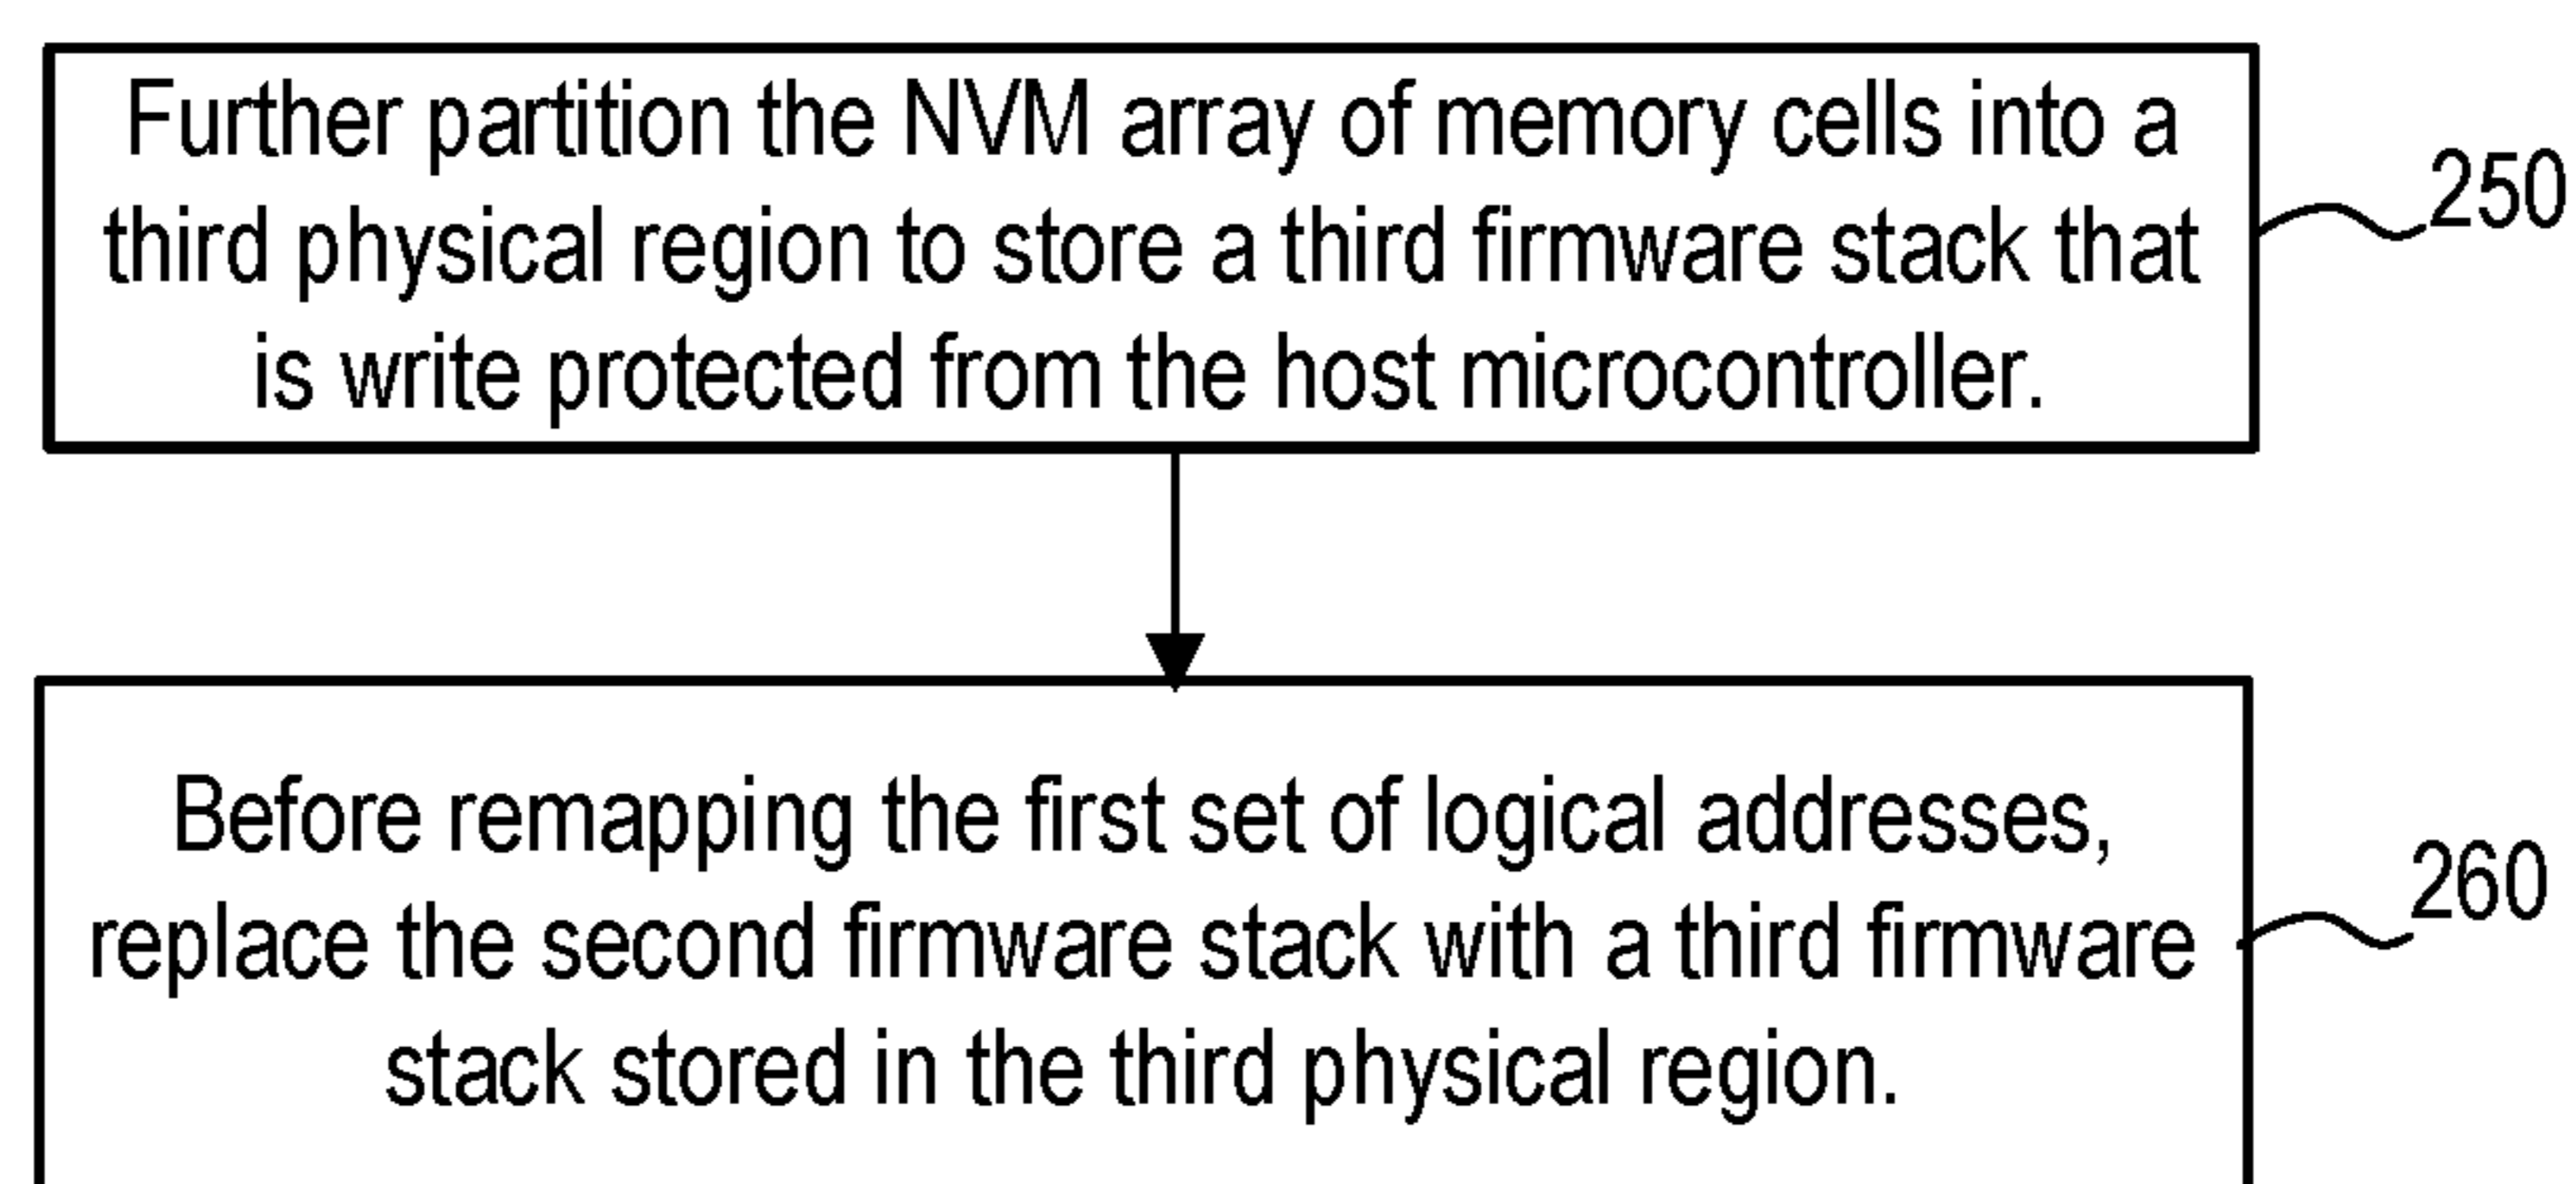 Further partition the NVM array of memory cells into a
third physical region to store a third firmware stack that
is write protected from the host microcontroller.
250
Before remapping the first set of logical addresses,
replace the second firmware stack with a third firmware
stack stored in the third physical region.
260